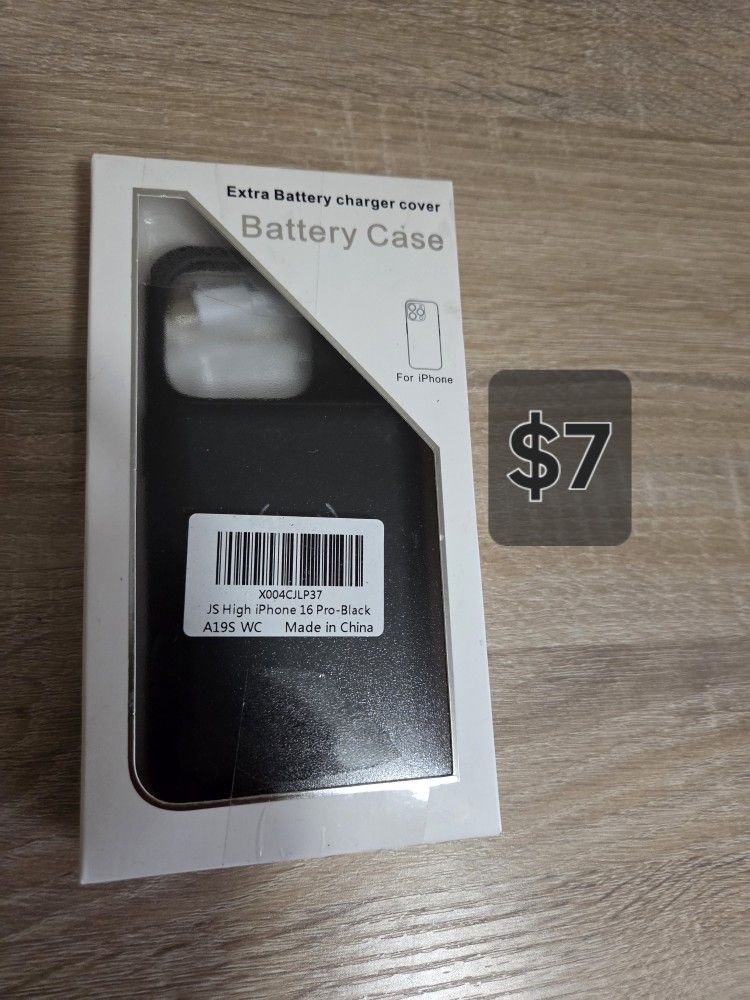 Extra Battery charger cover
Battery Case
For iPhone
$7
X004CJLP37
JS High iPhone 16 Pro-Black
A19S WC Made in China